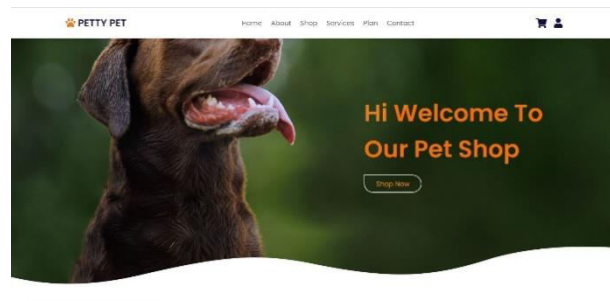 PETTY PET
Home About Shop Services Plan Contact
Hi Welcome To
Our Pet Shop
Shop Now